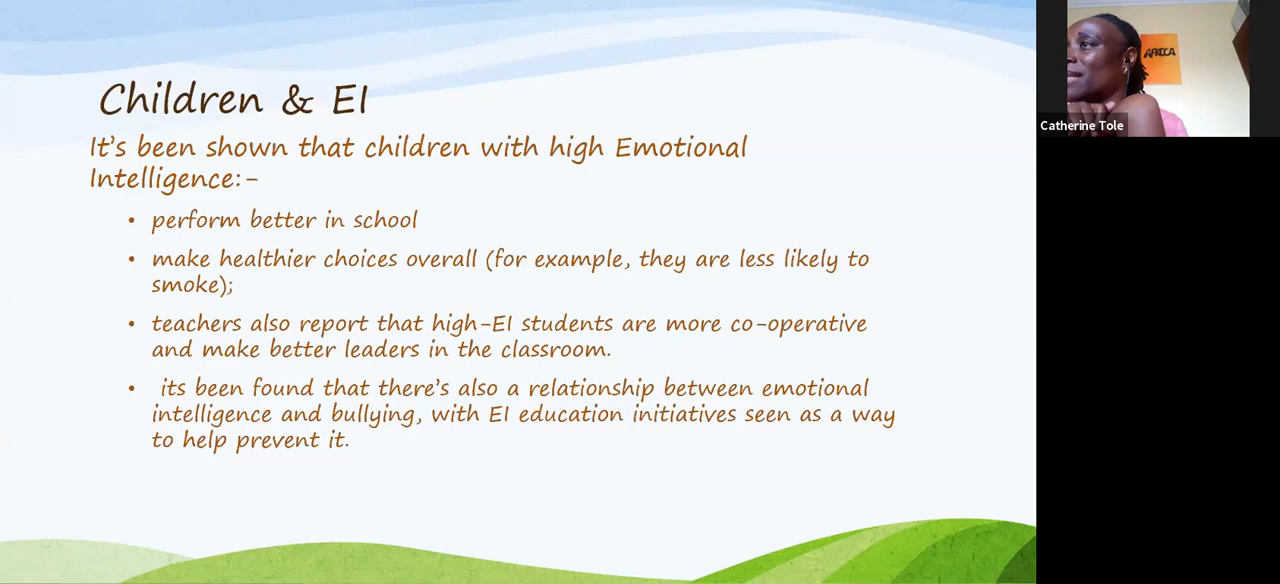 Children & EI
It's been shown that children with high Emotional
Intelligence:-
• perform better in school
• make healthier choices overall (for example, they are less likely to
smoke);
• teachers also report that high-EI students are more co-operative
and make better leaders in the classroom.
• its been found that there's also a relationship between emotional
intelligence and bullying, with EI education initiatives seen as a way
to help prevent it.
AFRICA
Catherine Tole